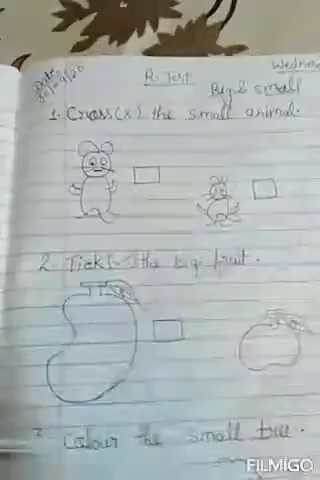 Date
R. Test
Big & small
1. Cross (x) the small animal.
2. Tick (✓) the big fruit.
3 Colour the small tree.
FILMIGO